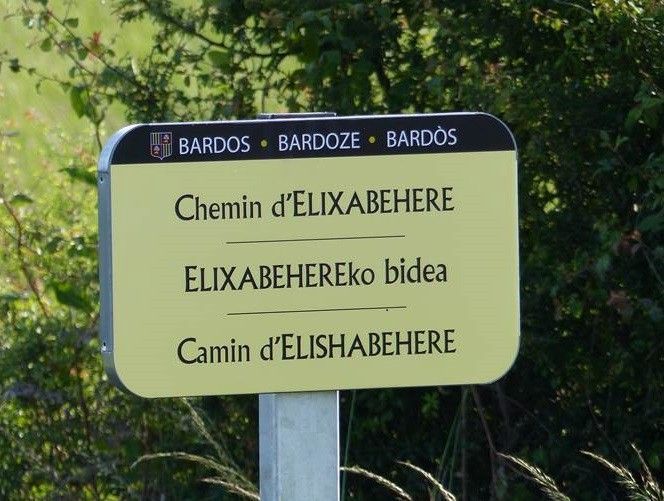 BARDOS • BARDOZE • BARDÒS
Chemin d'ELIXABEHERE
ELIXABEHEREko bidea
Camin d'ELISHABEHERE